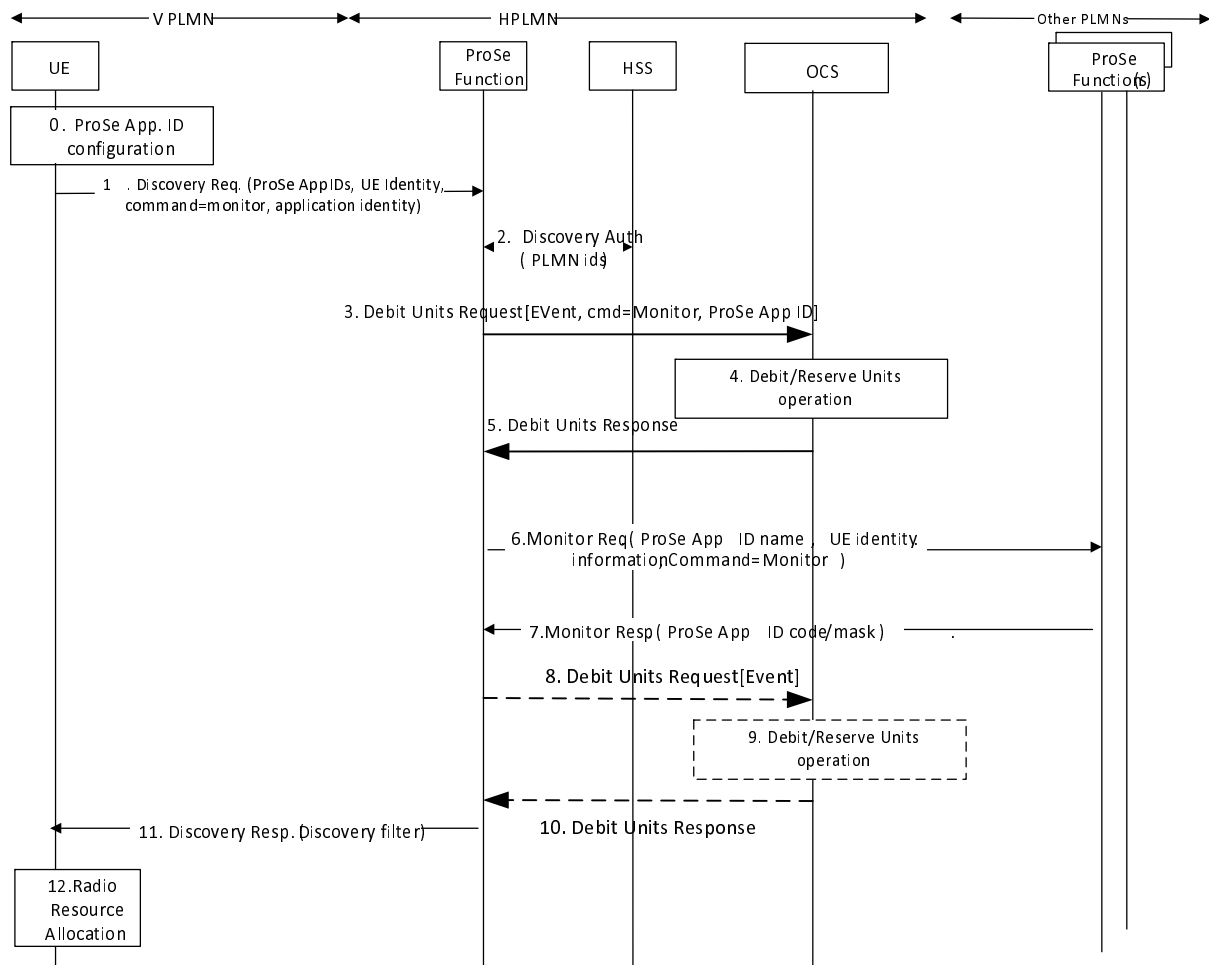 V PLMN
HPLMN
Other PLMNs
UE
ProSe
Function
HSS
OCS
ProSe
Function(s)
0. ProSe App. ID
configuration
1 . Discovery Req. (ProSe AppIDs, UE Identity,
command=monitor, application identity)
2. Discovery Auth
( PLMN ids)
3. Debit Units Request[EVent, cmd=Monitor, ProSe App ID]
4. Debit/Reserve Units
operation
5. Debit Units Response
6.Monitor Req( ProSe App ID name , UE identity.
information,Command=Monitor )
7.Monitor Resp( ProSe App ID code/mask) .
8. Debit Units Request[Event]
9. Debit/Reserve Units
operation
10. Debit Units Response
11. Discovery Resp. (Discovery filter)
12.Radio
Resource
Allocation